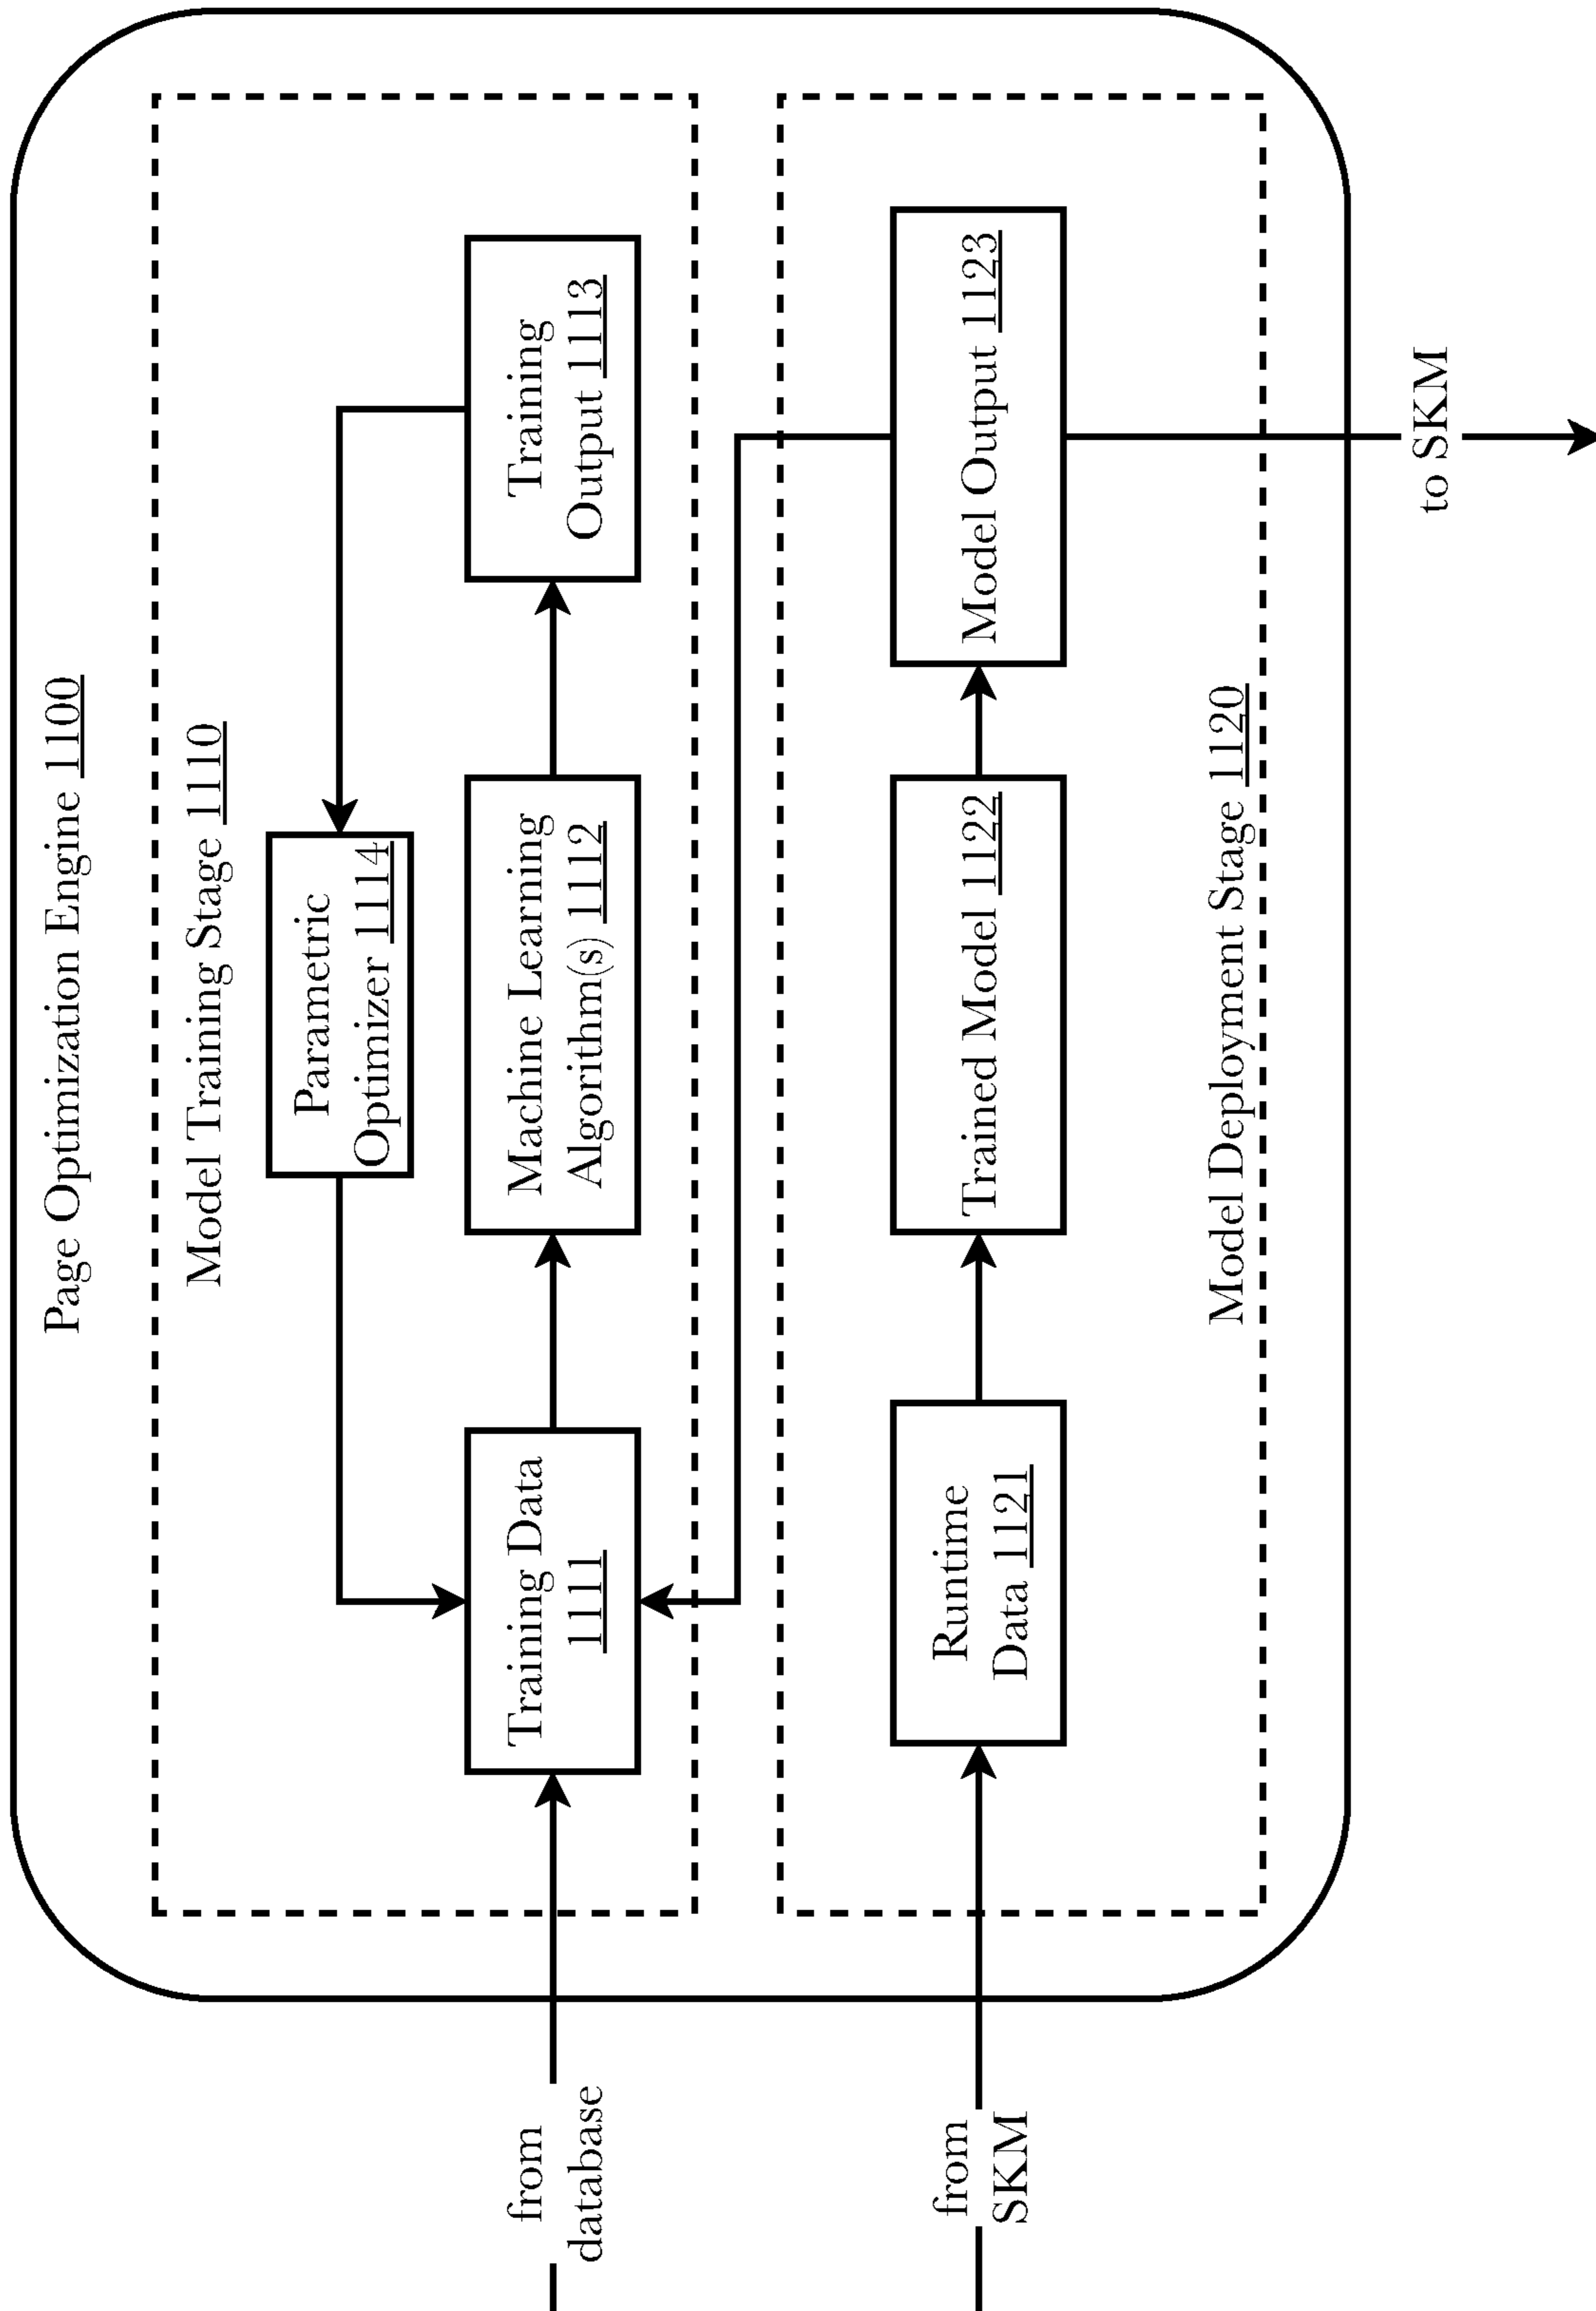 Page Optimization Engine 1100
Model Training Stage 1110
Parametric
Optimizer 1114
from
database
Training Data
1111
Machine Learning
Algorithm(s) 1112
Training
Output 1113
from
SKM
Runtime
Data 1121
Trained Model 1122
Model Output 1123
Model Deployment Stage 1120
to SKM